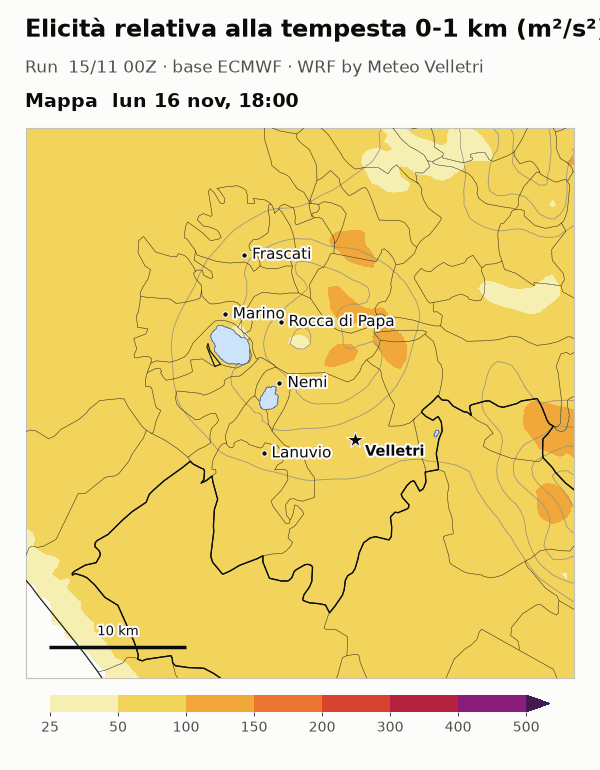 Elicità relativa alla tempesta 0-1 km (m²/s²)
Run 15/11 00Z · base ECMWF · WRF by Meteo Velletri
Mappa lun 16 nov, 18:00
Frascati
Marino
Rocca di Papa
Nemi
Velletri
Lanuvio
10 km
25 50 100 150 200 300 400 500